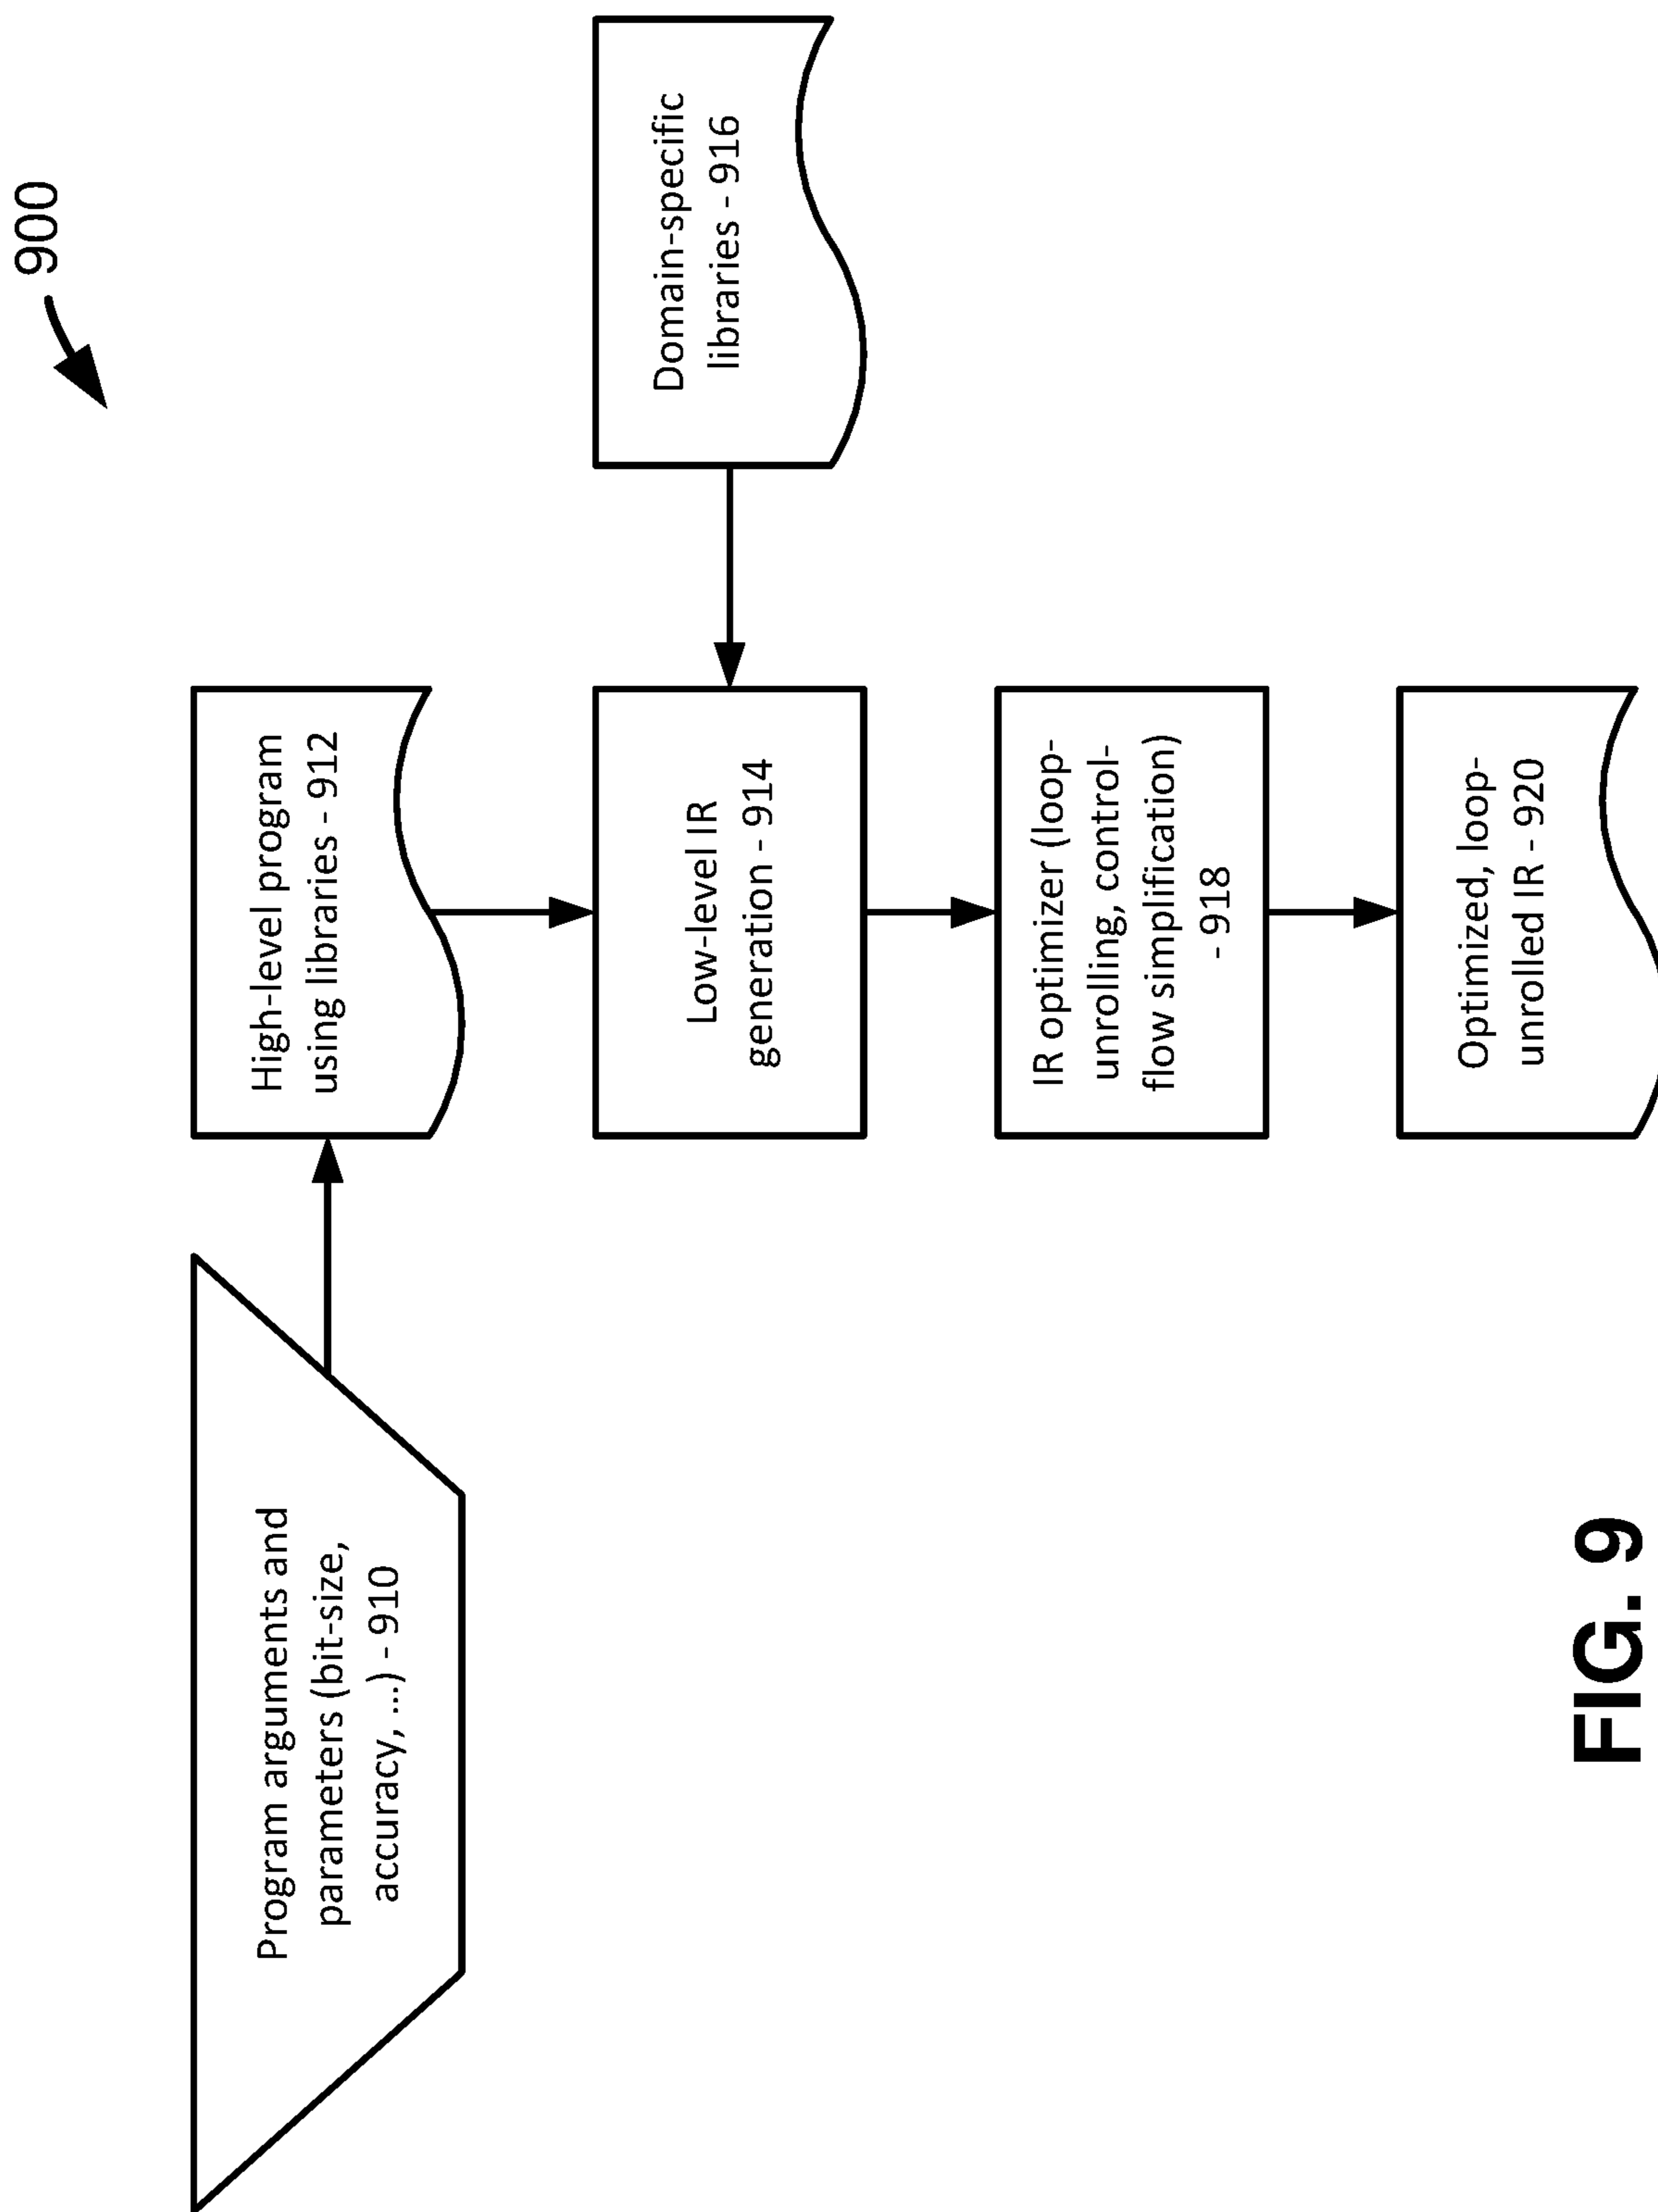 900
Program arguments and
parameters (bit-size,
accuracy, ...) - 910
High-level program
using libraries - 912
Low-level IR
generation - 914
Domain-specific
libraries - 916
IR optimizer (loop-
unrolling, control-
flow simplification)
- 918
Optimized, loop-
unrolled IR - 920
FIG. 9